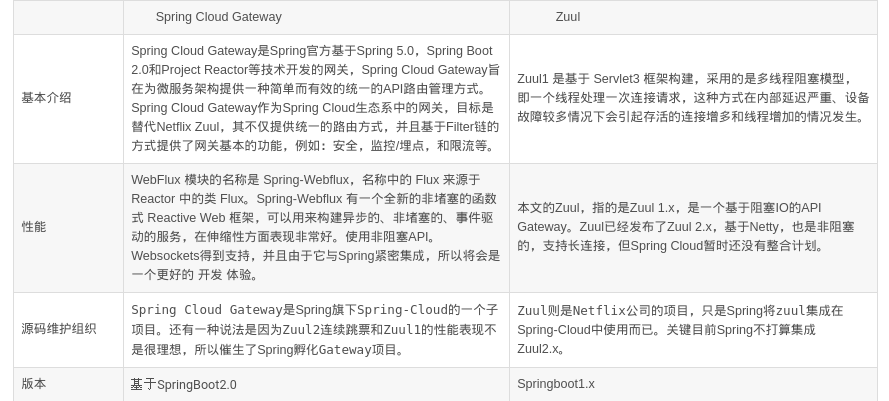 Spring Cloud Gateway
Zuul
基本介绍
Spring Cloud Gateway是Spring官方基于Spring 5.0，Spring Boot
2.0和Project Reactor等技术开发的网关，Spring Cloud Gateway旨
在为微服务架构提供一种简单而有效的统一的API路由管理方式。
Spring Cloud Gateway作为Spring Cloud生态系中的网关，目标是
替代Netflix Zuul，其不仅提供统一的路由方式，并且基于Filter链的
方式提供了网关基本的功能，例如：安全，监控/埋点，和限流等。
Zuul1 是基于 Servlet3 框架构建，采用的是多线程阻塞模型，
即一个线程处理一次连接请求，这种方式在内部延迟严重、设备
故障较多情况下会引起存活的连接增多和线程增加的情况发生。
性能
WebFlux 模块的名称是 Spring-Webflux，名称中的 Flux 来源于
Reactor 中的类 Flux。Spring-Webflux 有一个全新的非堵塞的函数
式 Reactive Web 框架，可以用来构建异步的、非堵塞的、事件驱
动的服务，在伸缩性方面表现非常好。使用非阻塞API。
Websockets得到支持，并且由于它与Spring紧密集成，所以将会是
一个更好的 开发 体验。
本文的Zuul，指的是Zuul 1.x，是一个基于阻塞IO的API
Gateway。Zuul已经发布了Zuul 2.x，基于Netty，也是非阻塞
的，支持长连接，但Spring Cloud暂时还没有整合计划。
源码维护组织
Spring Cloud Gateway是Spring旗下Spring-Cloud的一个子
项目。还有一种说法是因为Zuul2连续跳票和Zuul1的性能表现不
是很理想，所以催生了Spring孵化Gateway项目。
Zuul则是Netflix公司的项目，只是Spring将zuul集成在
Spring-Cloud中使用而已。关键目前Spring不打算集成
Zuul2.x。
版本
基于SpringBoot2.0
Springboot1.x